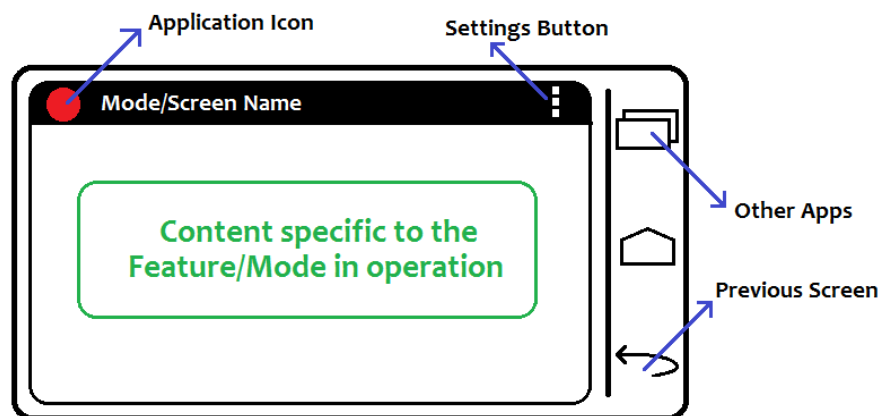 Application Icon
Settings Button
Mode/Screen Name
Content specific to the
Feature/Mode in operation
Other Apps
Previous Screen